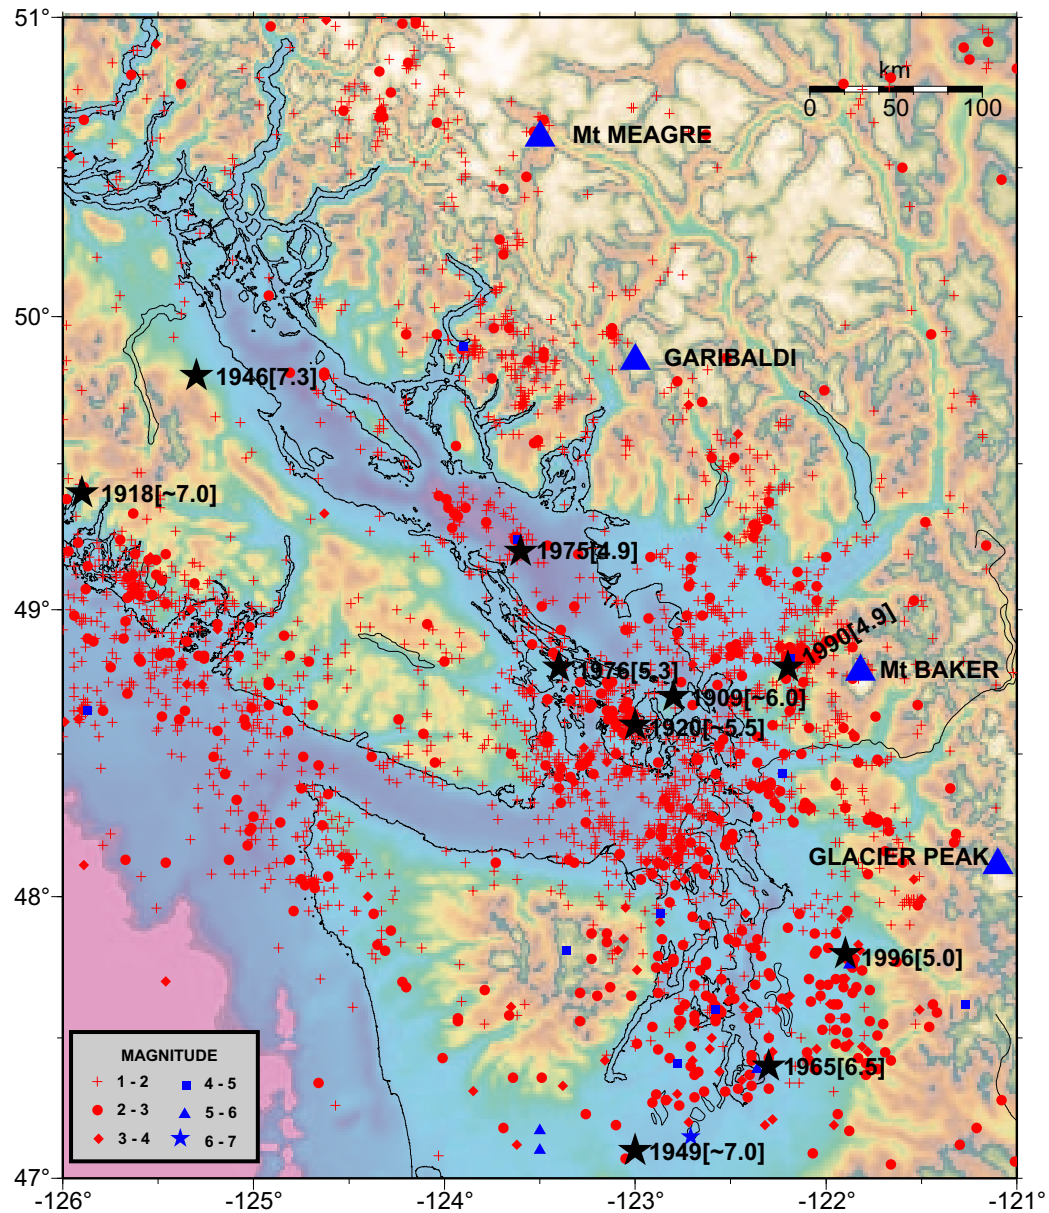 51°
km
0 50 100
Mt MEAGRE
50°
GARIBALDI
1946[7.3]
1918[~7.0]
1975[4.9]
49°
1990[4.9]
1976[5.3]
Mt BAKER
1909[~6.0]
1920[~5.5]
GLACIER PEAK
48°
1996[5.0]
MAGNITUDE
1 - 2
4 - 5
2 - 3
5 - 6
3 - 4
6 - 7
1965[6.5]
1949[~7.0]
47°
-126° -125° -124° -123° -122° -121°